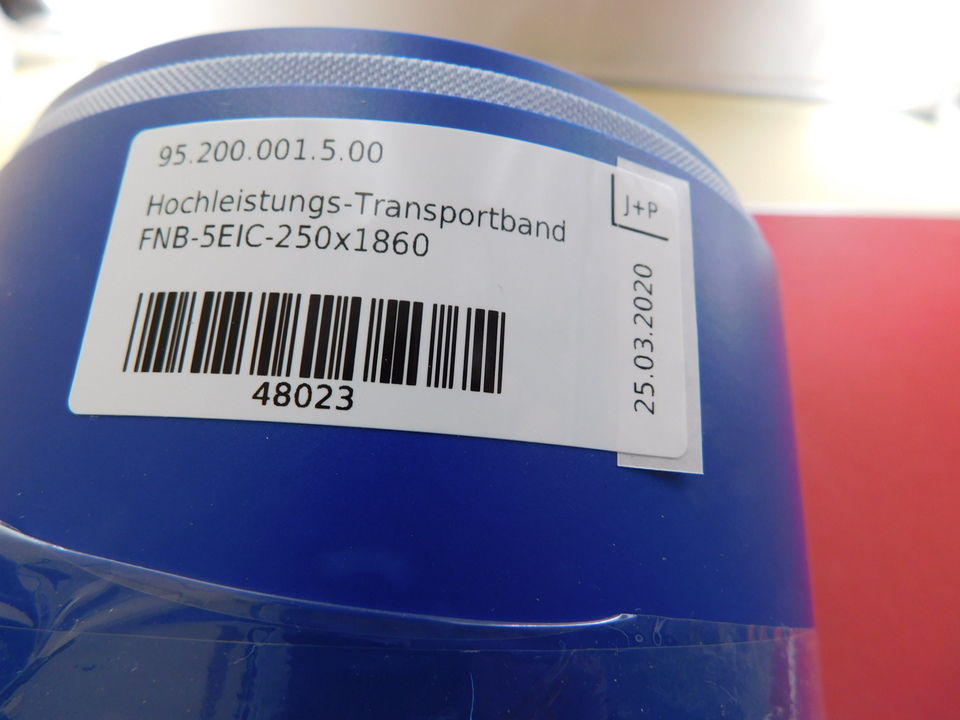 95.200.001.5.00
Hochleistungs-Transportband
FNB-5EIC-250x1860
48023
J+P
25.03.2020